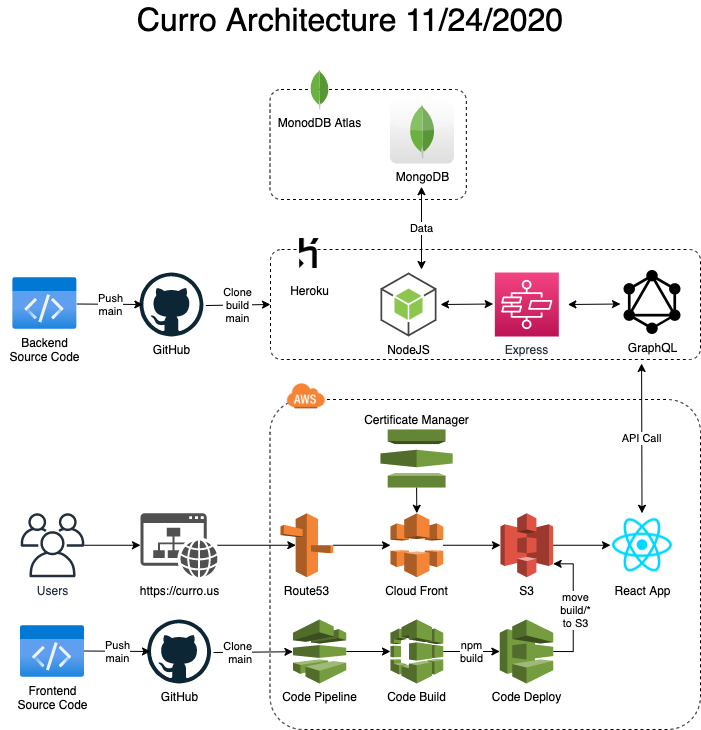 Curro Architecture 11/24/2020
MonodDB Atlas
MongoDB
Data
Heroku
Push
main
Clone
build
main
Backend
Source Code
GitHub
NodeJS
Express
GraphQL
AWS
Certificate Manager
API Call
Users
https://curro.us
Route53
Cloud Front
S3
React App
move
build/*
to S3
Push
main
Clone
main
npm
build
Frontend
Source Code
GitHub
Code Pipeline
Code Build
Code Deploy